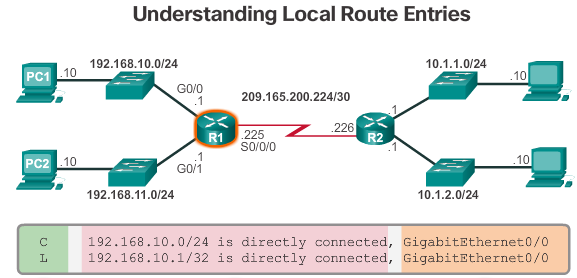 Understanding Local Route Entries
192.168.10.0/24
10.1.1.0/24
PC1
.10
.10
G0/0
.1
209.165.200.224/30
.1
R1
.225
S0/0/0
.226
R2
PC2
.10
.1
G0/1
.1
.10
192.168.11.0/24
10.1.2.0/24
C 192.168.10.0/24 is directly connected, GigabitEthernet0/0
L 192.168.10.1/32 is directly connected, GigabitEthernet0/0